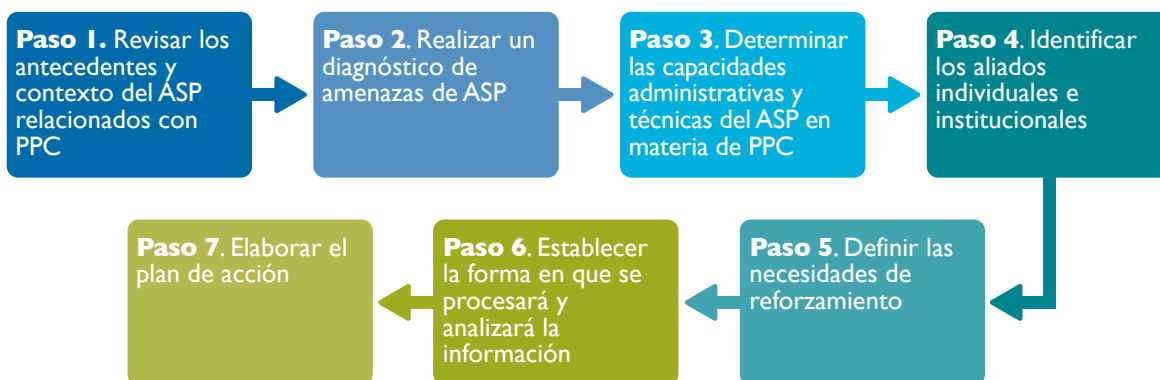 Paso 1. Revisar los
antecedentes y
contexto del ASP
relacionados con
PPC
Paso 2. Realizar un
diagnóstico de
amenazas de ASP
Paso 3. Determinar
las capacidades
administrativas y
técnicas del ASP en
materia de PPC
Paso 4. Identificar
los aliados
individuales e
institucionales
Paso 5. Definir las
necesidades de
reforzamiento
Paso 6. Establecer
la forma en que se
procesará y
analizará la
información
Paso 7. Elaborar el
plan de acción